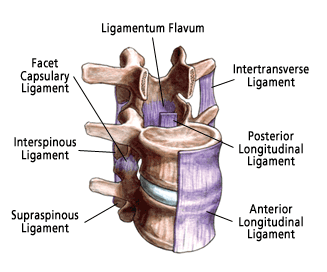 Ligamentum Flavum
Facet
Capsulary
Ligament
Intertransverse
Ligament
Interspinous
Ligament
Posterior
Longitudinal
Ligament
Supraspinous
Ligament
Anterior
Longitudinal
Ligament